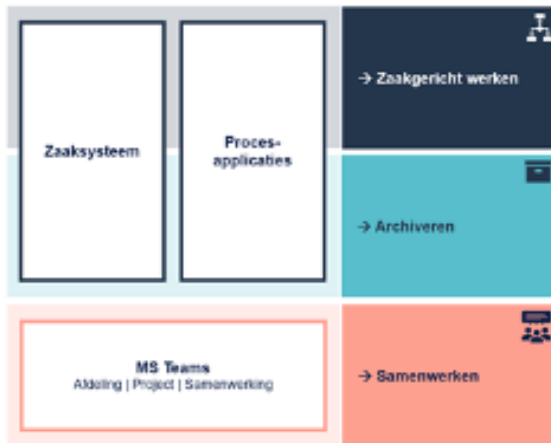 Zaaksysteem
Proces-
applicaties
→ Zaakgericht werken
→ Archiveren
MS Teams
Afdeling | Project | Samenwerking
→ Samenwerken